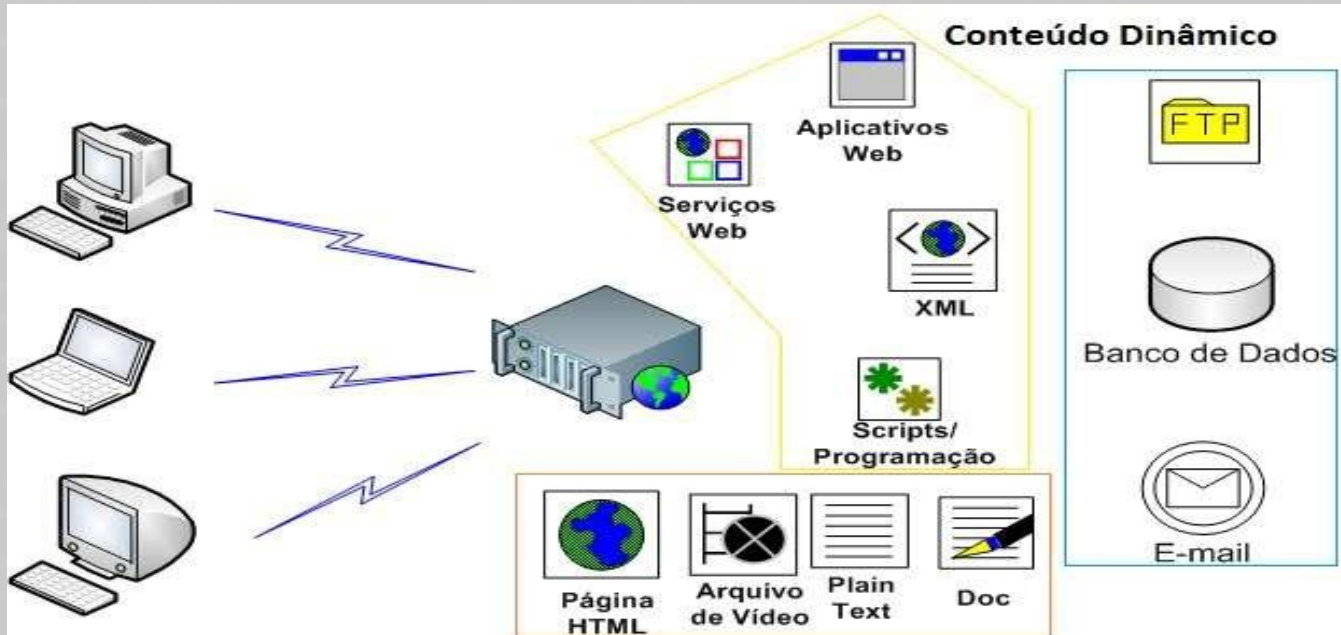 Conteúdo Dinâmico
Aplicativos
Web
FTP
Serviços
Web
XML
Banco de Dados
Scripts/
Programação
E-mail
Página
HTML
Arquivo
de Vídeo
Plain
Text
Doc